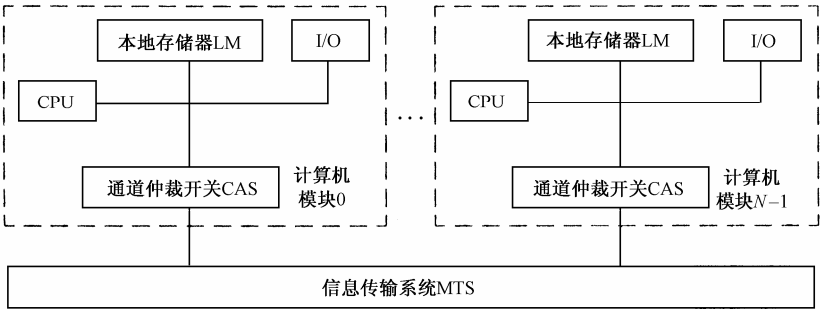 本地存储器LM
I/O
CPU
通道仲裁开关CAS
计算机
模块0
…
本地存储器LM
I/O
CPU
通道仲裁开关CAS
计算机
模块N–1
信息传输系统MTS